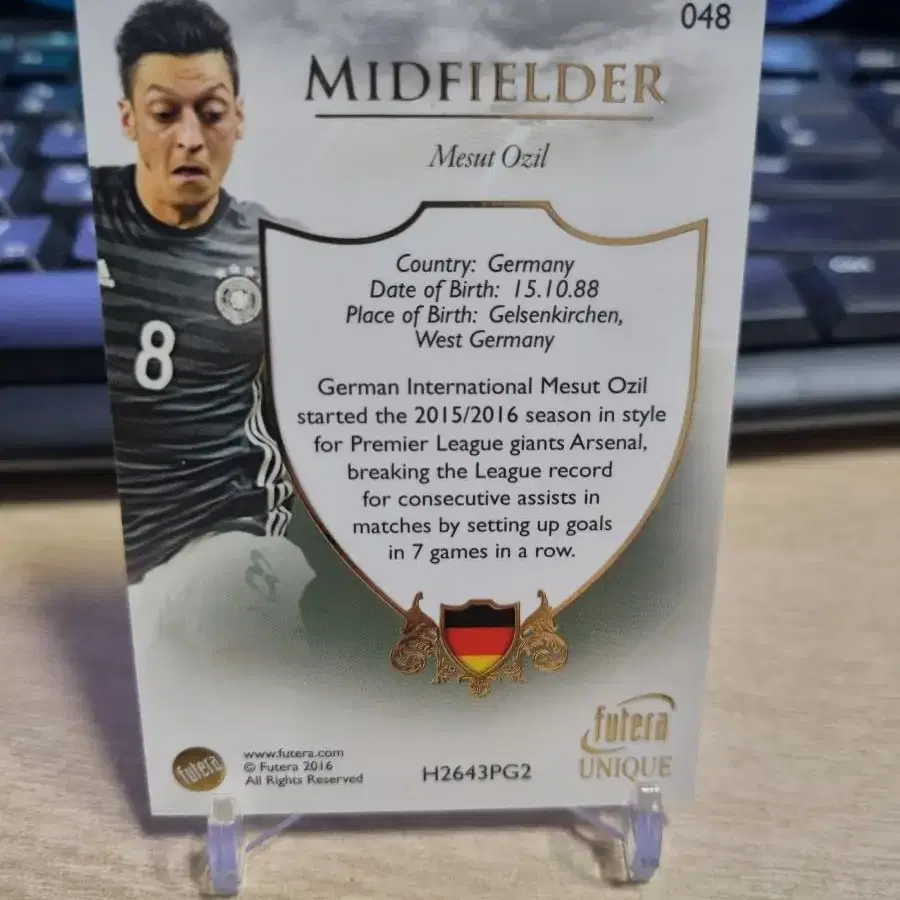 048
MIDFIELDER
Mesut Ozil
Country: Germany
Date of Birth: 15.10.88
Place of Birth: Gelsenkirchen,
West Germany
German International Mesut Ozil
started the 2015/2016 season in style
for Premier League giants Arsenal,
breaking the League record
for consecutive assists in
matches by setting up goals
in 7 games in a row.
8
futera
UNIQUE
futera
www.futera.com
© Futera 2016
All Rights Reserved
H2643PG2